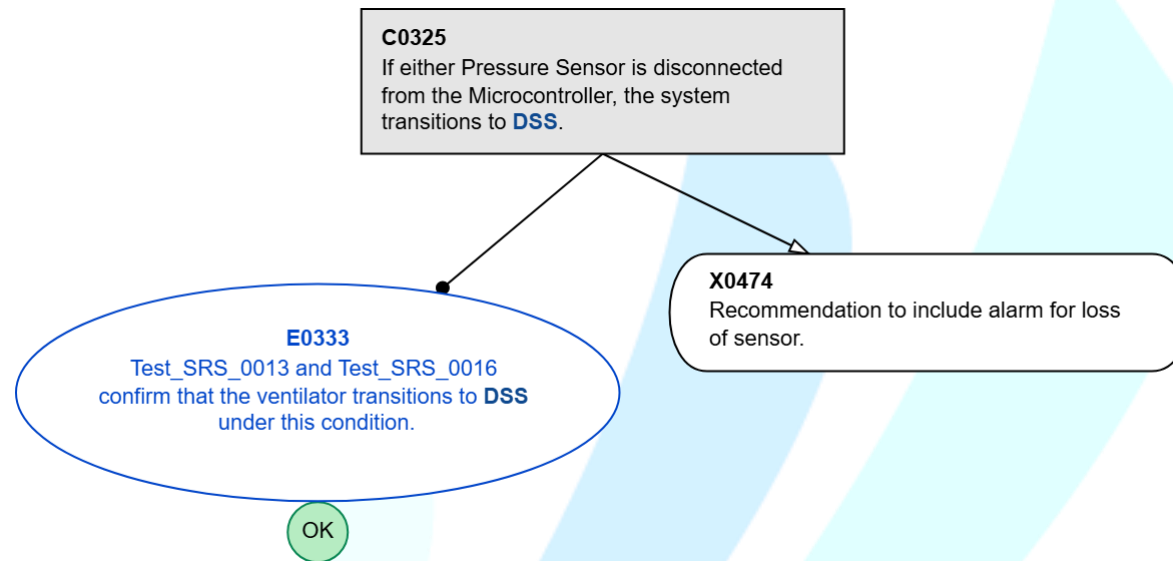 C0325
If either Pressure Sensor is disconnected
from the Microcontroller, the system
transitions to DSS.
X0474
Recommendation to include alarm for loss
of sensor.
E0333
Test_SRS_0013 and Test_SRS_0016
confirm that the ventilator transitions to DSS
under this condition.
OK